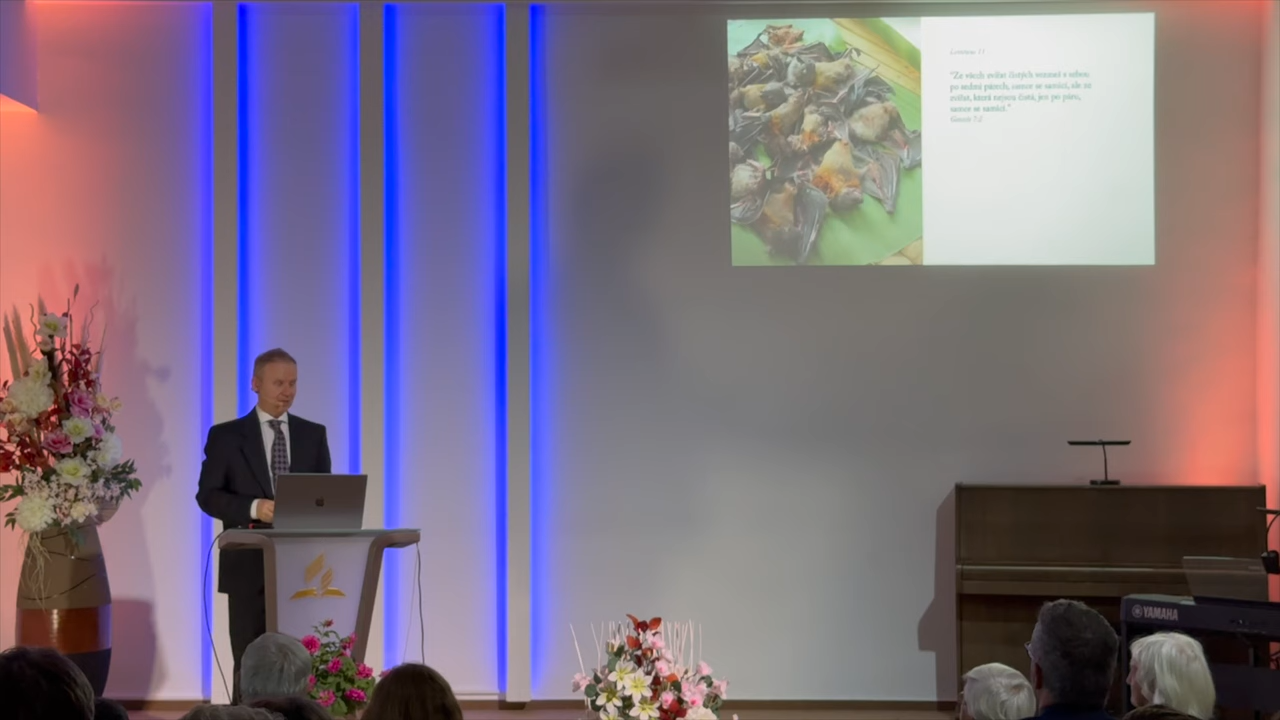 Leviticus 11
"Ze všech zvířat čistých vezmeš s sebou
po sedmi párech, samce se samicí, ale ze
zvířat, která nejsou čistá, jen po páru,
samce se samicí."
Genesis 7:2
YAMAHA